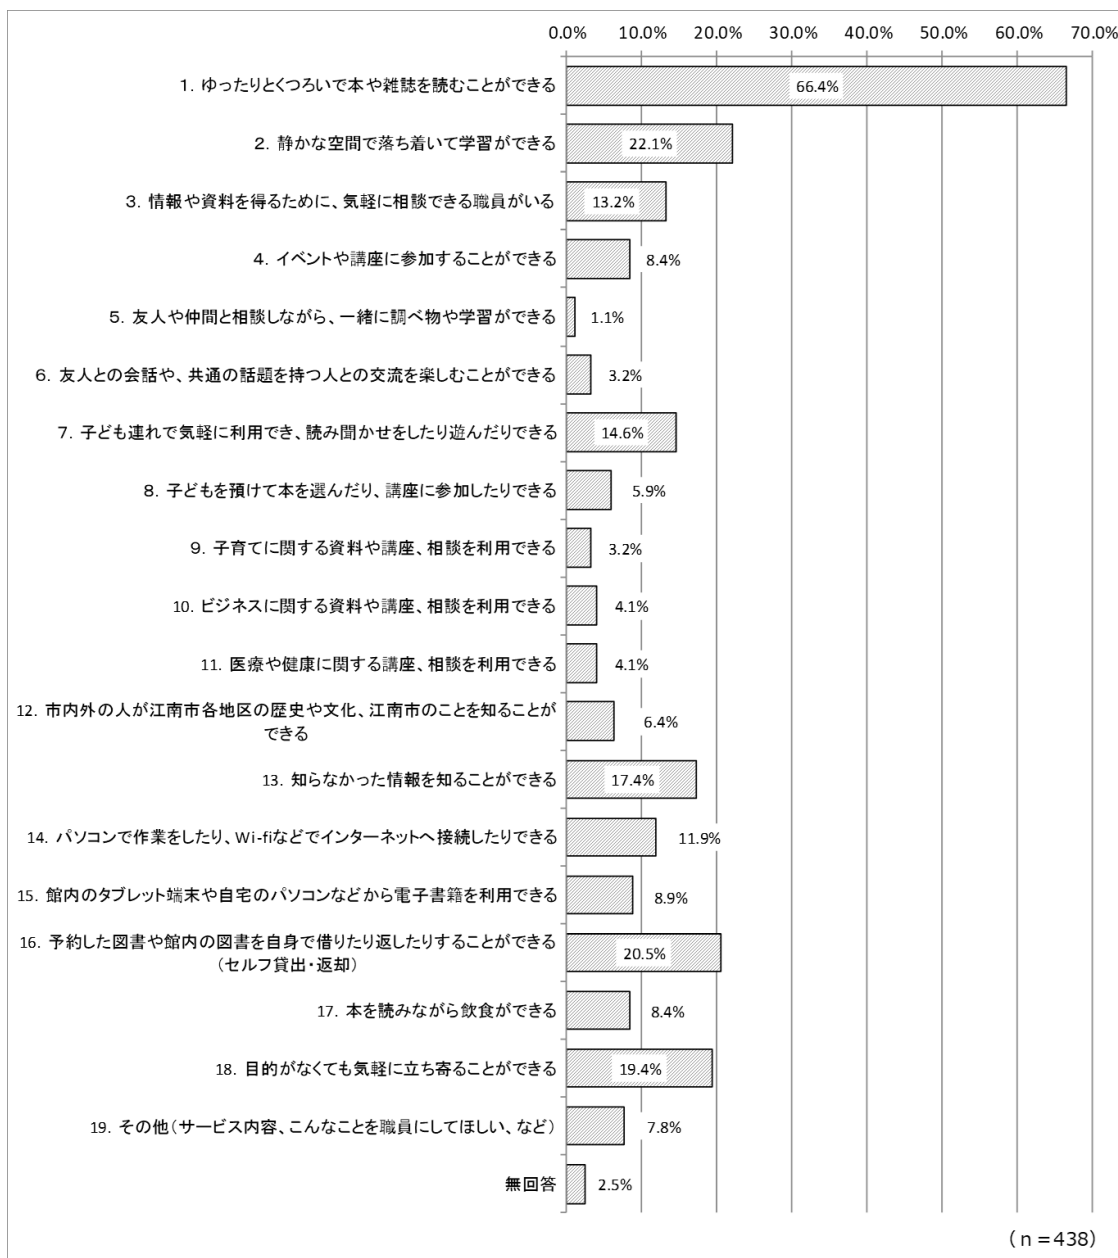 0.0% 10.0% 20.0% 30.0% 40.0% 50.0% 60.0% 70.0%
1. ゆったりとくつろいで本や雑誌を読むことができる 66.4%
2. 静かな空間で落ち着いて学習ができる 22.1%
3. 情報や資料を得るために、気軽に相談できる職員がいる 13.2%
4. イベントや講座に参加することができる 8.4%
5. 友人や仲間と相談しながら、一緒に調べ物や学習ができる 1.1%
6. 友人との会話や、共通の話題を持つ人との交流を楽しむことができる 3.2%
7. 子ども連れで気軽に利用でき、読み聞かせをしたり遊んだりできる 14.6%
8. 子どもを預けて本を選んだり、講座に参加したりできる 5.9%
9. 子育てに関する資料や講座、相談を利用できる 3.2%
10. ビジネスに関する資料や講座、相談を利用できる 4.1%
11. 医療や健康に関する講座、相談を利用できる 4.1%
12. 市内外の人が江南市各地区の歴史や文化、江南市のことを知ることが
できる 6.4%
13. 知らなかった情報を知ることができる 17.4%
14. パソコンで作業をしたり、Wi-fiなどでインターネットへ接続したりできる 11.9%
15. 館内のタブレット端末や自宅のパソコンなどから電子書籍を利用できる 8.9%
16. 予約した図書や館内の図書を自身で借りたり返したりすることができる
（セルフ貸出・返却） 20.5%
17. 本を読みながら飲食ができる 8.4%
18. 目的がなくても気軽に立ち寄ることができる 19.4%
19. その他（サービス内容、こんなことを職員にしてほしい、など） 7.8%
無回答 2.5%
（n=438）